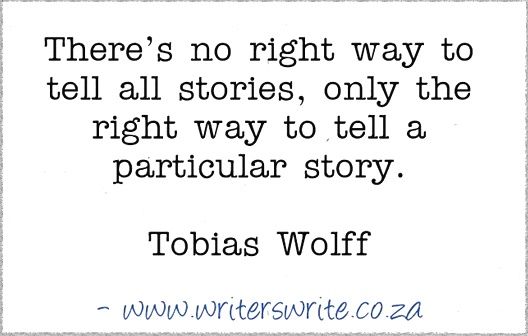 There's no right way to
tell all stories, only the
right way to tell a
particular story.
Tobias Wolff
- www.writerswrite.co.za